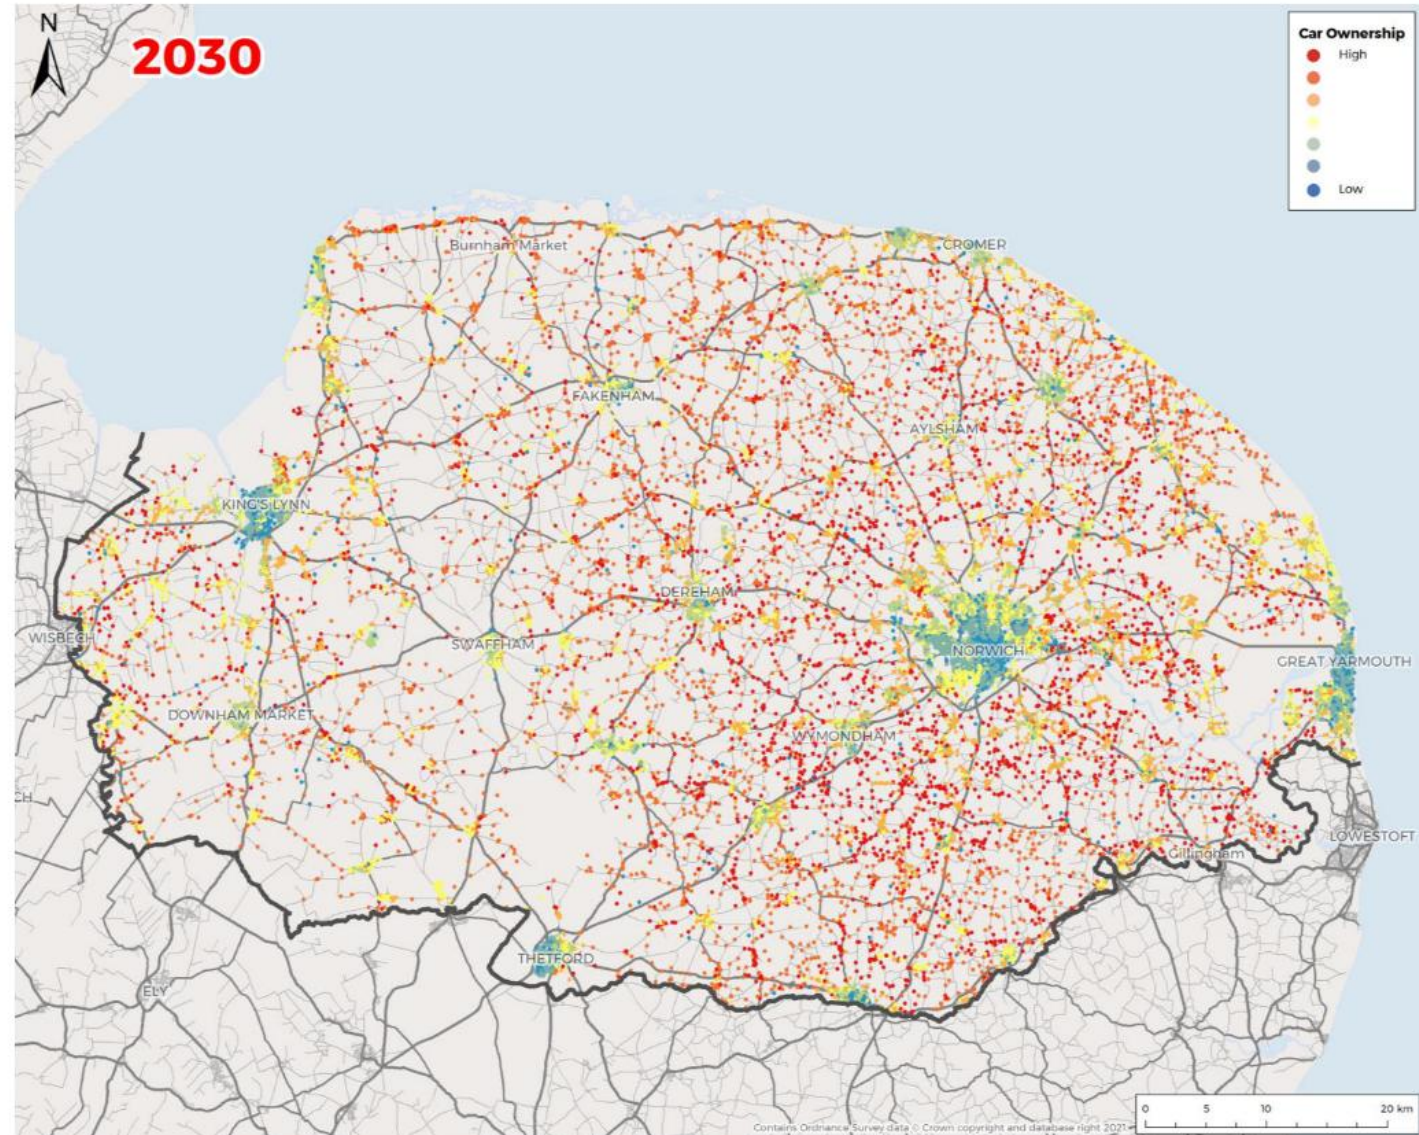 N
2030
Car Ownership
High
Low
Burnham Market
CROMER
FAKENHAM
AYLSHAM
KING'S LYNN
DEREHAM
WISBECH
SWAFFHAM
NORWICH
GREAT YARMOUTH
DOWNHAM MARKET
WYMONDHAM
CH
LOWESTOFT
Gillingham
THETFORD
ELY
0 5 10 20 km
Contains Ordnance Survey data © Crown copyright and database right 2021